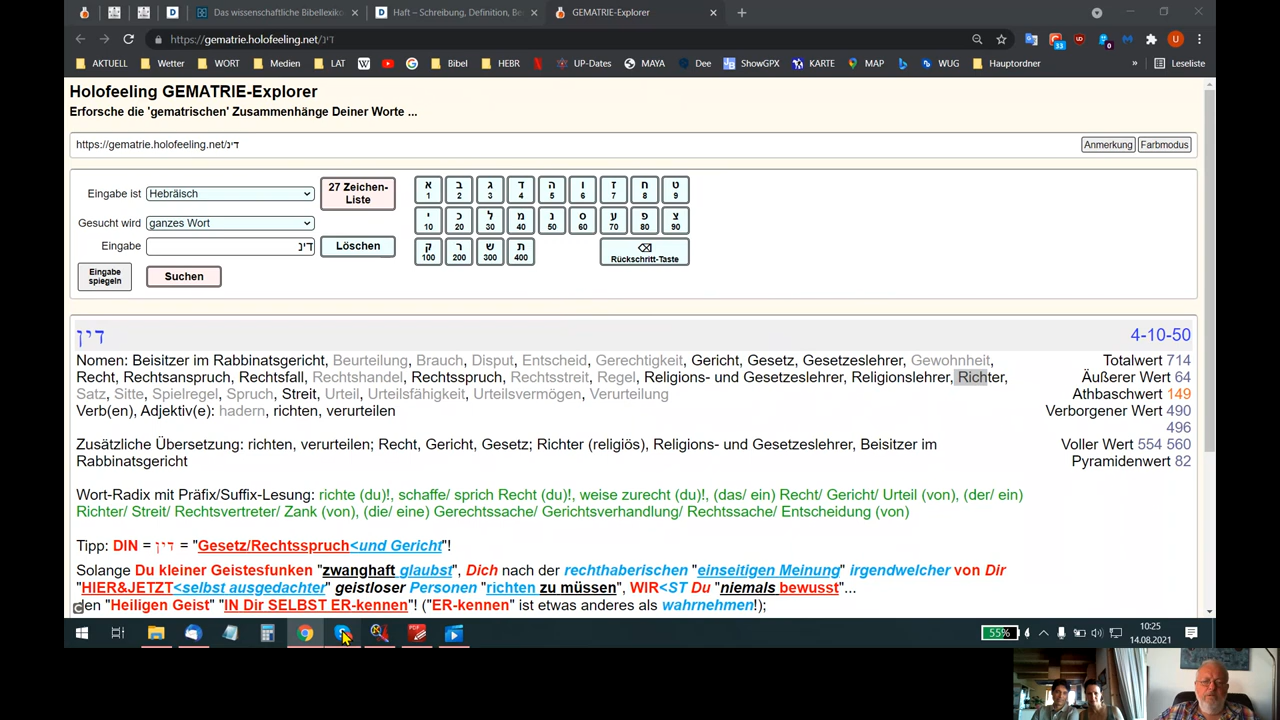 Das wissenschaftliche Bibellexiko
Haft – Schreibung, Definition, Be
GEMATRIE-Explorer
https://gematrie.holofeeling.net/דינ
AKTUELL Wetter WORT Medien LAT Bibel HEBR UP-Dates MAYA Dee ShowGPX KARTE MAP WUG Hauptordner » Leseliste
Holofeeling GEMATRIE-Explorer
Erforsche die 'gematrischen' Zusammenhänge Deiner Worte ...
https://gematrie.holofeeling.net/דינ Anmerkung Farbmodus
Eingabe ist Hebräisch 27 Zeichen-Liste
Gesucht wird ganzes Wort
Eingabe דינ Löschen
Eingabe spiegeln Suchen
א ב ג ד ה ו ז ח ט
1 2 3 4 5 6 7 8 9
י כ ל מ נ ס ע פ צ
10 20 30 40 50 60 70 80 90
ק ר ש ת ⌫
100 200 300 400 Rückschritt-Taste
דין 4-10-50
Nomen: Beisitzer im Rabbinatsgericht, Beurteilung, Brauch, Disput, Entscheid, Gerechtigkeit, Gericht, Gesetz, Gesetzeslehrer, Gewohnheit, Totalwert 714
Recht, Rechtsanspruch, Rechtsfall, Rechtshandel, Rechtsspruch, Rechtsstreit, Regel, Religions- und Gesetzeslehrer, Religionslehrer, Richter, Äußerer Wert 64
Satz, Sitte, Spielregel, Spruch, Streit, Urteil, Urteilsfähigkeit, Urteilsvermögen, Verurteilung Athbaschwert 149
Verb(en), Adjektiv(e): hadern, richten, verurteilen Verborgener Wert 490
496
Zusätzliche Übersetzung: richten, verurteilen; Recht, Gericht, Gesetz; Richter (religiös), Religions- und Gesetzeslehrer, Beisitzer im Voller Wert 554 560
Rabbinatsgericht Pyramidenwert 82
Wort-Radix mit Präfix/Suffix-Lesung: richte (du)!, schaffe/ sprich Recht (du)!, weise zurecht (du)!, (das/ ein) Recht/ Gericht/ Urteil (von), (der/ ein)
Richter/ Streit/ Rechtsvertreter/ Zank (von), (die/ eine) Gerechtssache/ Gerichtsverhandlung/ Rechtssache/ Entscheidung (von)
Tipp: DIN = דין = "Gesetz/Rechtsspruch<und Gericht"!
Solange Du kleiner Geistesfunken "zwanghaft glaubst", Dich nach der rechthaberischen "einseitigen Meinung" irgendwelcher von Dir
"HIER&JETZT<selbst ausgedachter" geistloser Personen "richten zu müssen", WIR<ST Du "niemals bewusst"...
den "Heiligen Geist" "IN Dir SELBST ER-kennen"! ("ER-kennen" ist etwas anderes als wahrnehmen!);
55% 10:25
14.08.2021